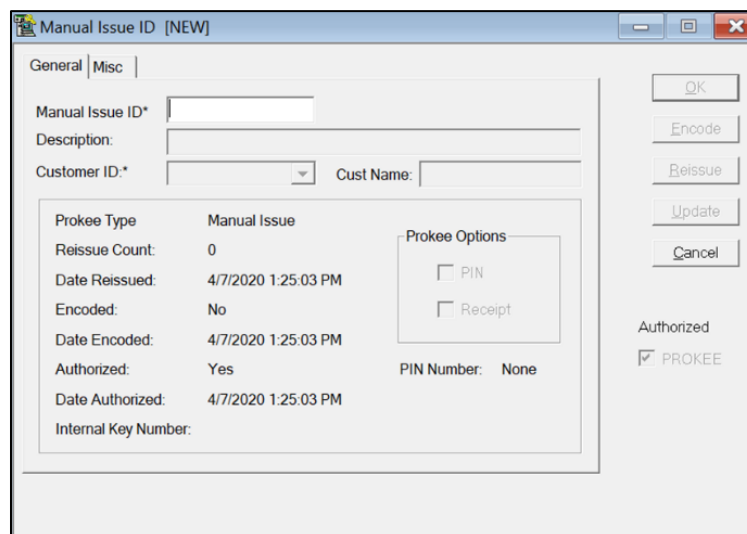 Manual Issue ID [NEW]
General Misc
Manual Issue ID*
Description:
Customer ID:* Cust Name:
Prokee Type Manual Issue
Reissue Count: 0
Date Reissued: 4/7/2020 1:25:03 PM
Encoded: No
Date Encoded: 4/7/2020 1:25:03 PM
Authorized: Yes
Date Authorized: 4/7/2020 1:25:03 PM
Internal Key Number:
Prokee Options
PIN
Receipt
PIN Number: None
OK
Encode
Reissue
Update
Cancel
Authorized
PROKEE